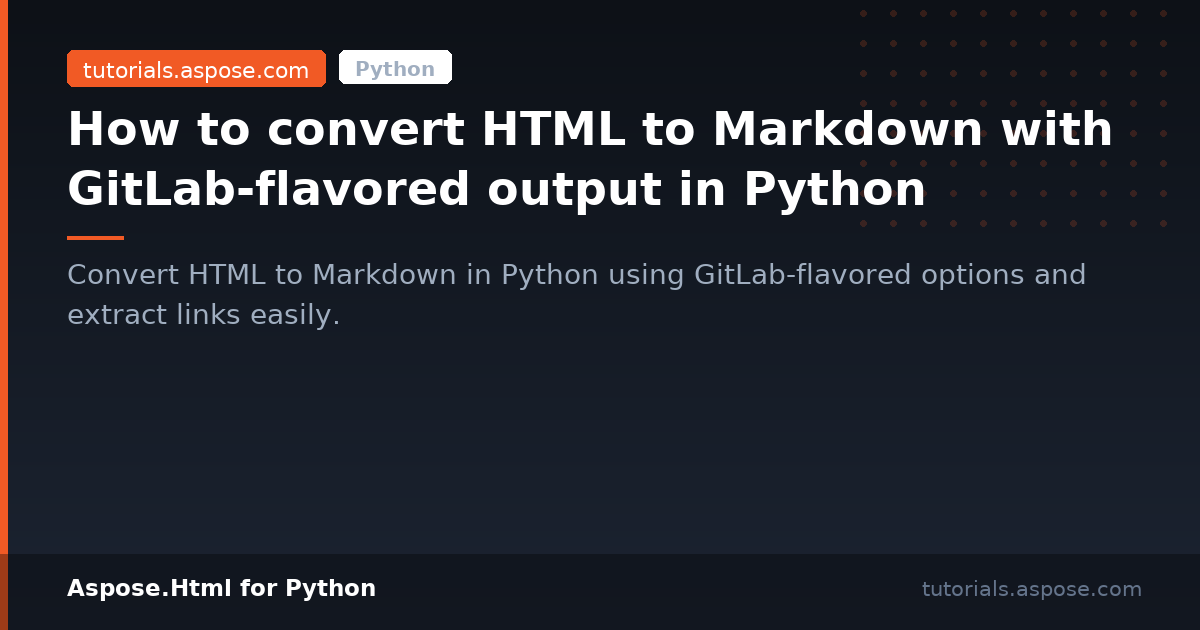 tutorials.aspose.com
Python
How to convert HTML to Markdown with
GitLab-flavored output in Python
Convert HTML to Markdown in Python using GitLab-flavored options and
extract links easily.
Aspose.Html for Python
tutorials.aspose.com